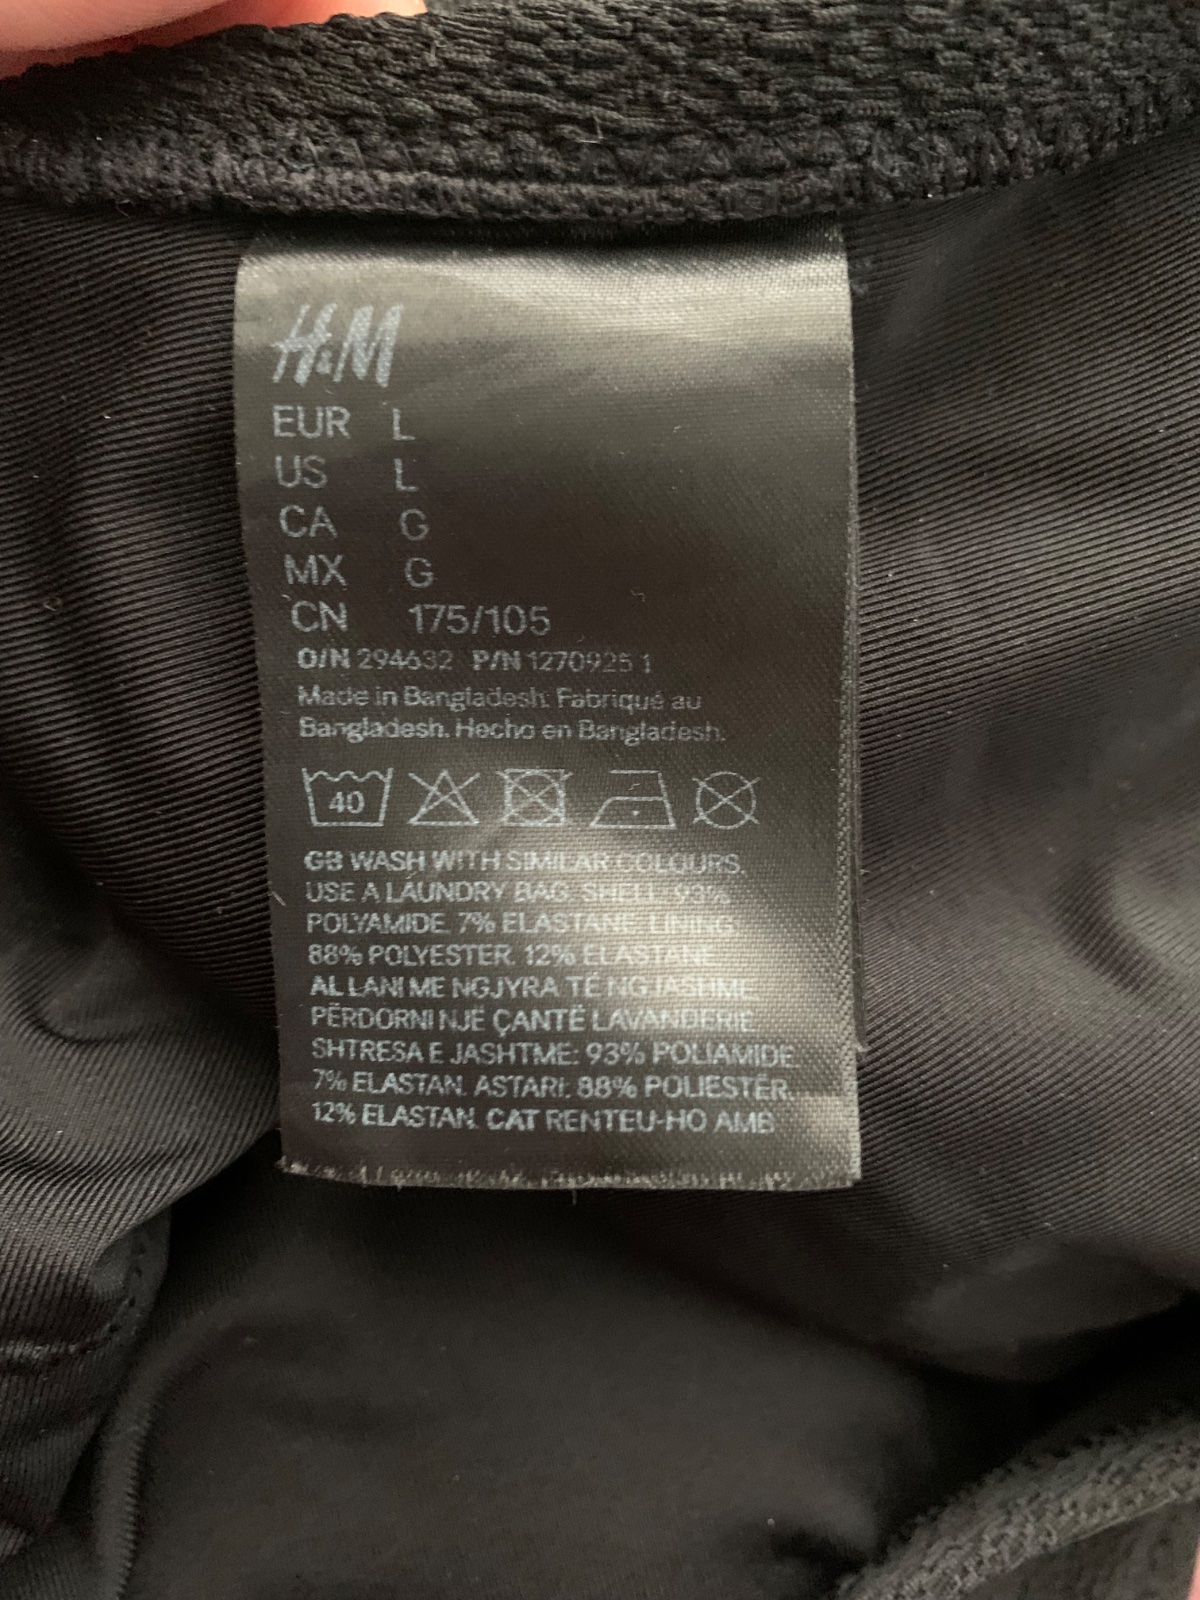 H&M
EUR L
US L
CA G
MX G
CN 175/105
O/N 294632 P/N 1270925 1
Made in Bangladesh. Fabriqué au
Bangladesh. Hecho en Bangladesh.
40
GB WASH WITH SIMILAR COLOURS.
USE A LAUNDRY BAG. SHELL: 93%
POLYAMIDE. 7% ELASTANE. LINING:
88% POLYESTER. 12% ELASTANE.
AL LANI ME NGJYRA TË NGJASHME.
PËRDORNI NJË ÇANTË LAVANDERIE.
SHTRESA E JASHTME: 93% POLIAMIDE.
7% ELASTAN. ASTARI: 88% POLIESTËR.
12% ELASTAN. CAT RENTEU-HO AMB